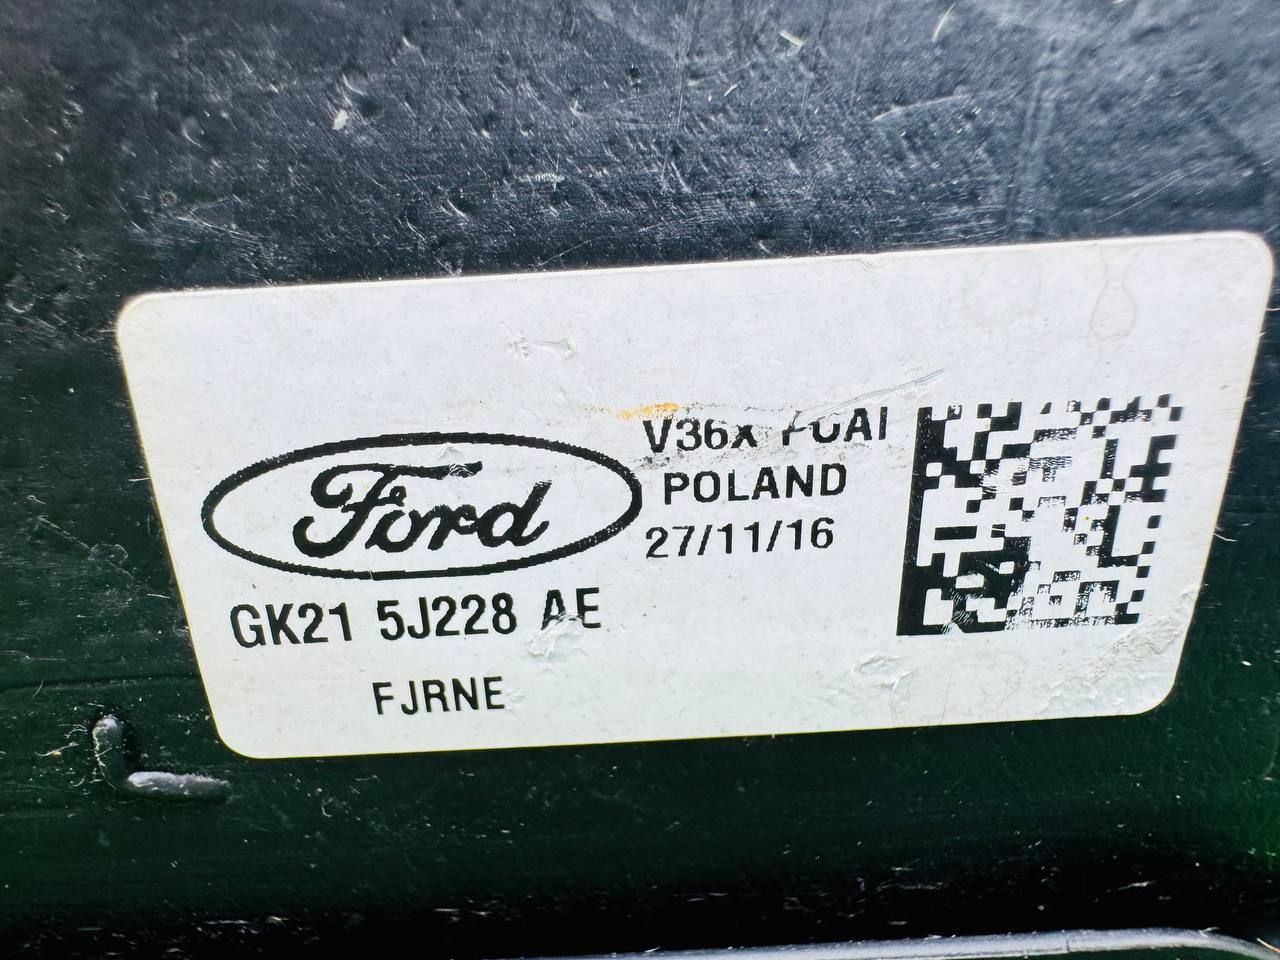 V36x
POLAND
27/11/16
Ford
GK21 5J228 AE
FJRNE